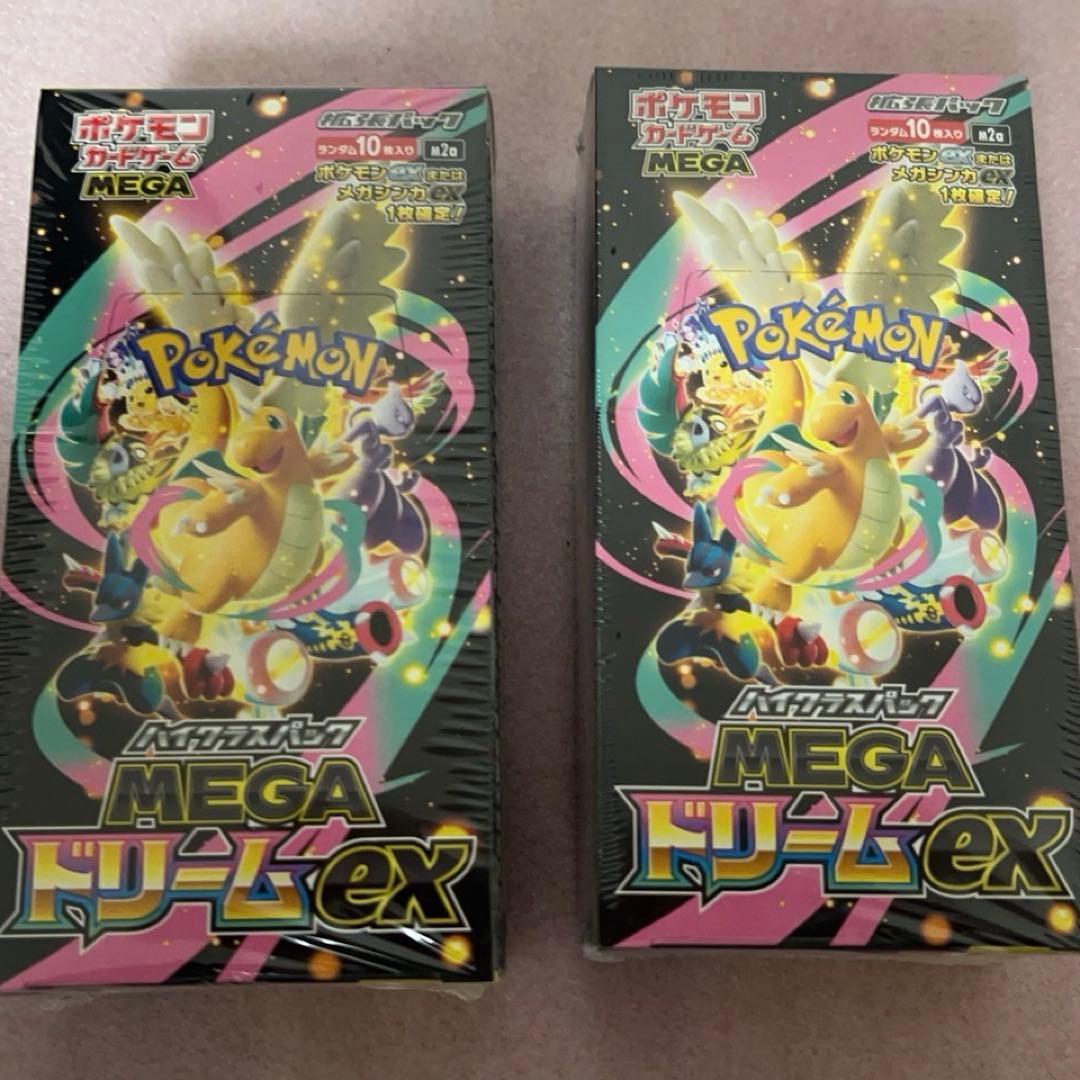 ポケモン
カードゲーム
MEGA
拡張パック
ランダム10枚入り
M2a
ポケモンexまたは
メガシンカex
1枚確定!
POKéMON
ハイクラスパック
MEGA
ドリームex
ポケモン
カードゲーム
MEGA
拡張パック
ランダム10枚入り
M2a
ポケモンexまたは
メガシンカex
1枚確定!
POKéMON
ハイクラスパック
MEGA
ドリームex